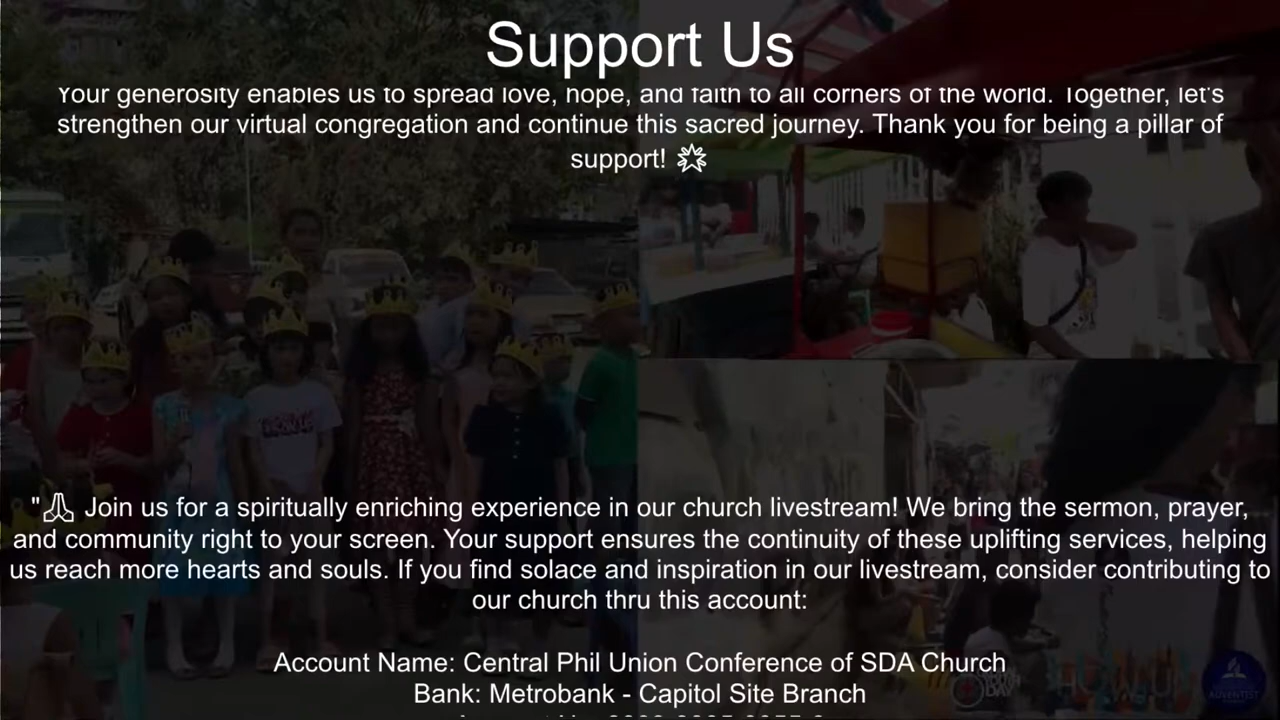 Support Us
Your generosity enables us to spread love, hope, and faith to all corners of the world. Together, let's
strengthen our virtual congregation and continue this sacred journey. Thank you for being a pillar of
support! 🌟
"🙏 Join us for a spiritually enriching experience in our church livestream! We bring the sermon, prayer,
and community right to your screen. Your support ensures the continuity of these uplifting services, helping
us reach more hearts and souls. If you find solace and inspiration in our livestream, consider contributing to
our church thru this account:
Account Name: Central Phil Union Conference of SDA Church
Bank: Metrobank - Capitol Site Branch